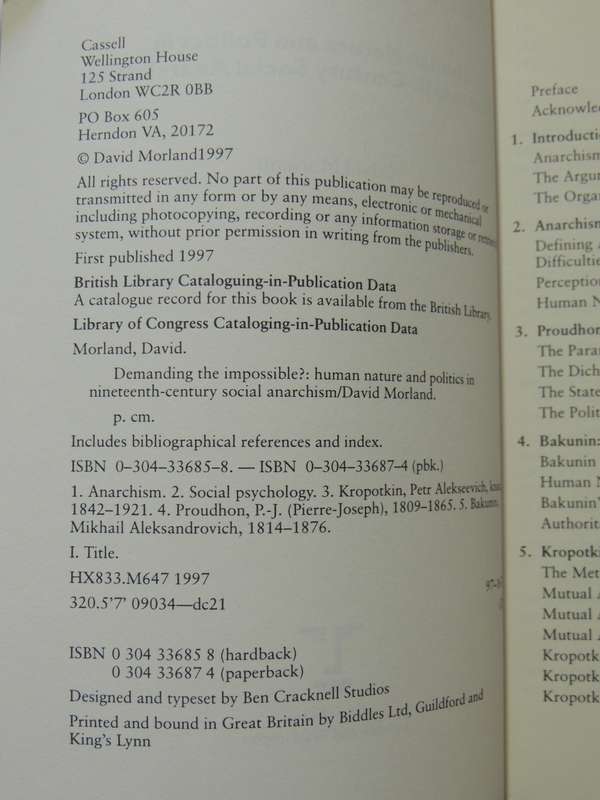 Cassell
Wellington House
125 Strand
London WC2R 0BB
PO Box 605
Herndon VA, 20172
© David Morland1997
All rights reserved. No part of this publication may be reproduced or
transmitted in any form or by any means, electronic or mechanical
including photocopying, recording or any information storage or
system, without prior permission in writing from the publishers.
First published 1997
British Library Cataloguing-in-Publication Data
A catalogue record for this book is available from the British Library.
Library of Congress Cataloging-in-Publication Data
Morland, David.
Demanding the impossible?: human nature and politics in
nineteenth-century social anarchism/David Morland.
p. cm.
Includes bibliographical references and index.
ISBN 0–304–33685–8. — ISBN 0–304–33687–4 (pbk.)
1. Anarchism. 2. Social psychology. 3. Kropotkin, Petr Alekseevich,
1842–1921. 4. Proudhon, P.-J. (Pierre-Joseph), 1809–1865. 5. Bakunin,
Mikhail Aleksandrovich, 1814–1876.
I. Title.
HX833.M647 1997
320.5'7' 09034—dc21
ISBN 0 304 33685 8 (hardback)
0 304 33687 4 (paperback)
Designed and typeset by Ben Cracknell Studios
Printed and bound in Great Britain by Biddles Ltd, Guildford and
King's Lynn
Preface
Acknowle
1. Introductio
Anarchism
The Argum
The Organ
2. Anarchism
Defining
Difficultie
Perception
Human N
3. Proudhon
The Para
The Dich
The State
The Polit
4. Bakunin:
Bakunin
Human N
Bakunin'
Authorit
5. Kropotk
The Met
Mutual A
Mutual A
Mutual A
Kropotk
Kropotk
Kropotk